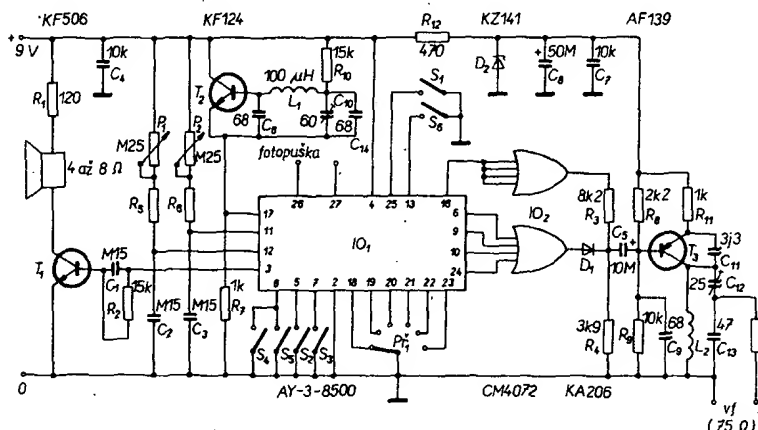 KF506 KF124 R12 KZ141 AF139
+
9 V
10k
C4
470
15k
R10
D2
+ 50M
C8
10k
C7
R1 120
T2
100 µH
L1
S1
S6
P1
M25
P2
M25
68
C6
60
C10
68
C14
4 až 8 Ω
fotopuška
R5
R6
26 27 4 25 13 16
8k2
R3
2k2
R8
1k
R11
IO2
C5
+
10M
D1
T3
3j3
C11
25 C12
17
11
12
3
IO1
6
9
10
24
T1
M15
C1
15k
R2
M15
C2
M15
C3
1k
R7
8 5 7 2 18 19 20 21 22 23
S4 S5 S2 S3
Př1
3k9
R4
R9
10k
68
C9
L2
47
C13
0
AY-3-8500 CM4072 KA206
vf
(75 Ω)